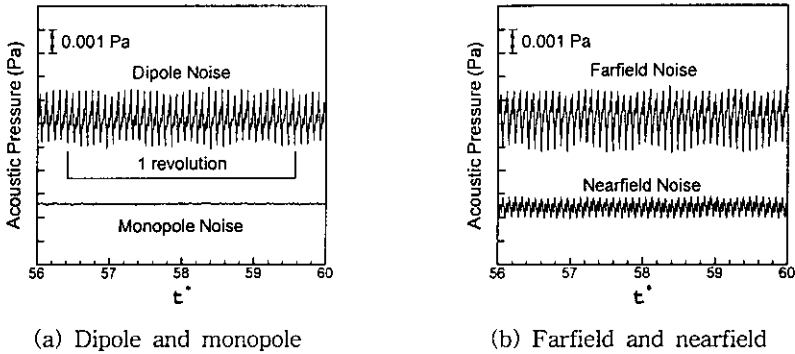 0.001 Pa
Dipole Noise
1 revolution
Monopole Noise
Acoustic Pressure (Pa)
56 57 58 59 60
t*
(a) Dipole and monopole
0.001 Pa
Farfield Noise
Nearfield Noise
Acoustic Pressure (Pa)
56 57 58 59 60
t*
(b) Farfield and nearfield